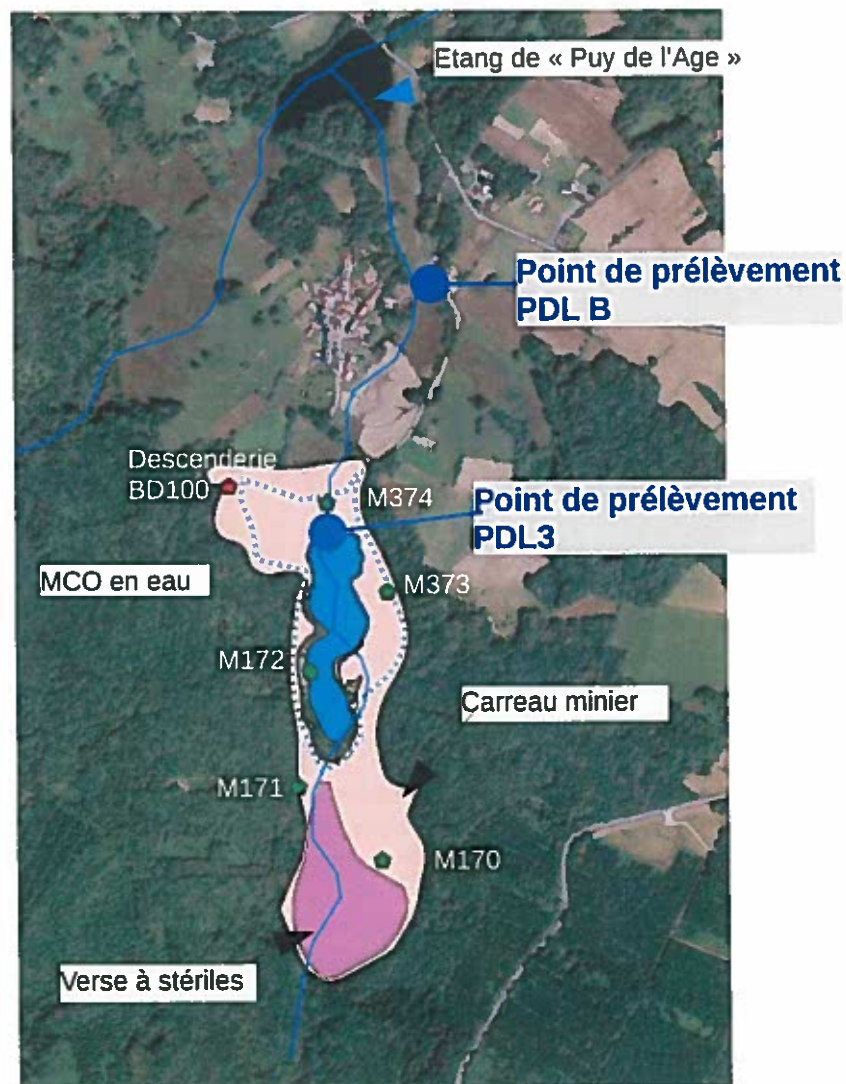 Etang de « Puy de l'Age »
Point de prélèvement
PDL B
Descenderie
BD100
M374
Point de prélèvement
PDL3
MCO en eau
M373
M172
Carreau minier
M171
M170
Verse à stériles